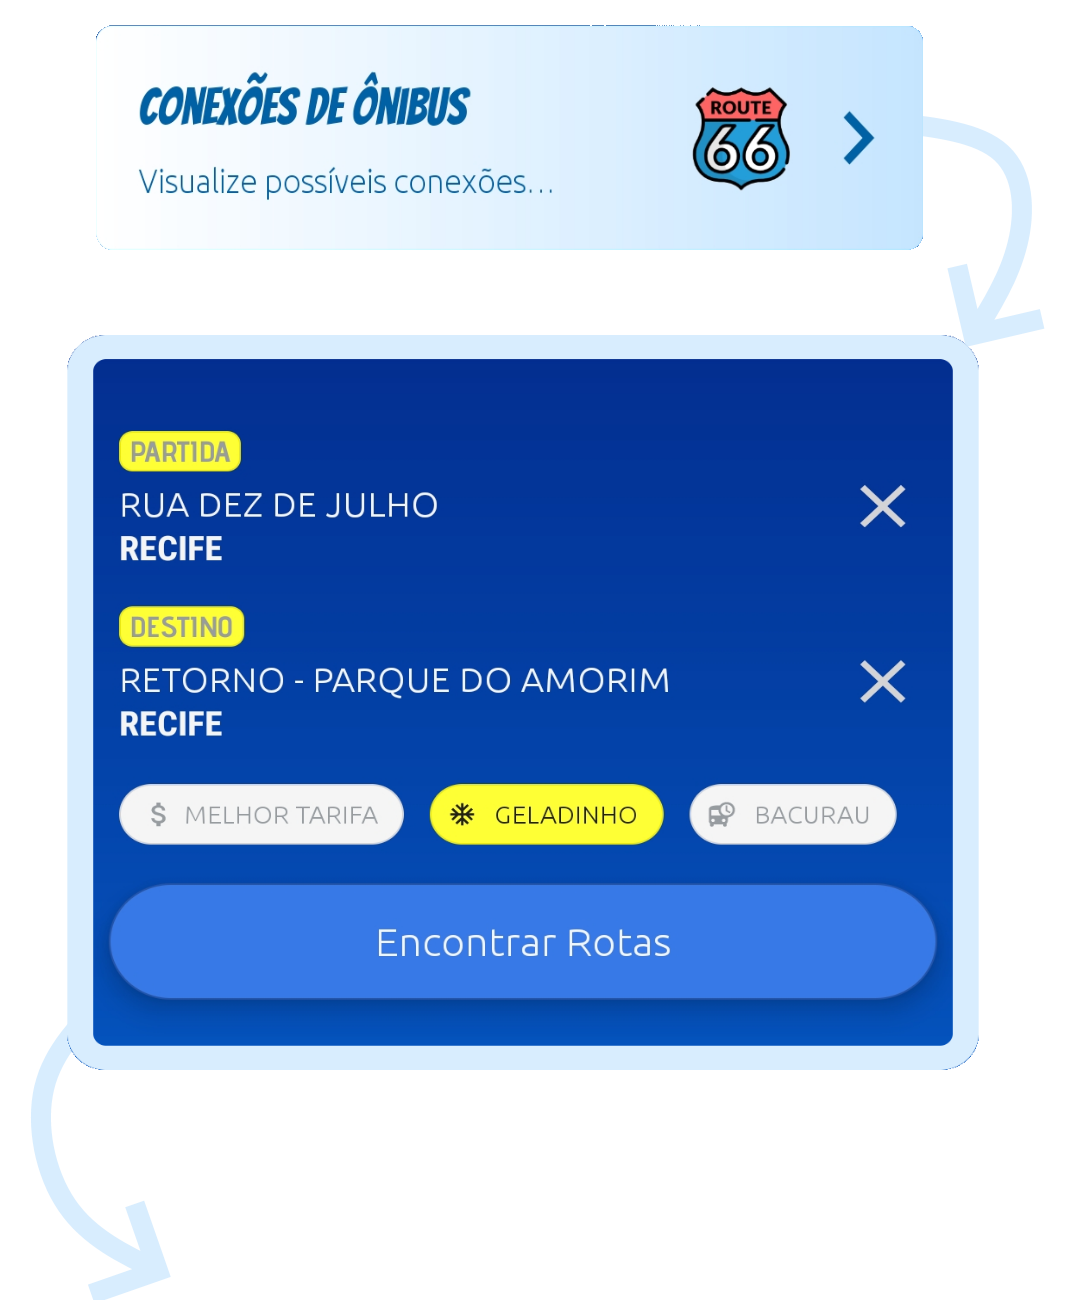 CONEXÕES DE ÔNIBUS
Visualize possíveis conexões...
ROUTE
66
PARTIDA
RUA DEZ DE JULHO
RECIFE
DESTINO
RETORNO - PARQUE DO AMORIM
RECIFE
$ MELHOR TARIFA
GELADINHO
BACURAU
Encontrar Rotas